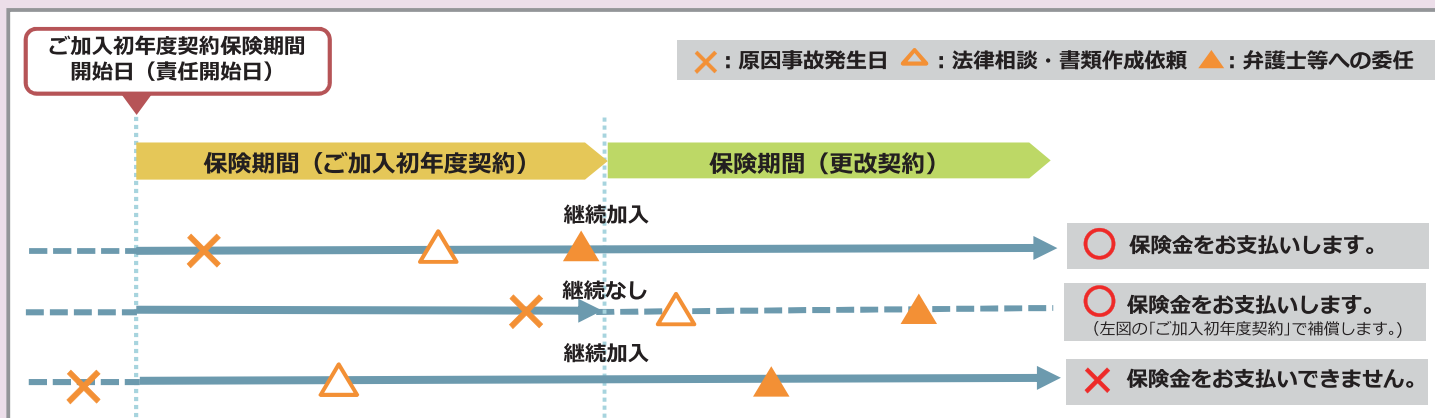 ご加入初年度契約保険期間
開始日（責任開始日）
：原因事故発生日 ：法律相談・書類作成依頼 ：弁護士等への委任
保険期間（ご加入初年度契約） 保険期間（更改契約）
継続加入
保険金をお支払いします。
継続なし
保険金をお支払いします。
（左図の「ご加入初年度契約」で補償します。）
継続加入
保険金をお支払いできません。